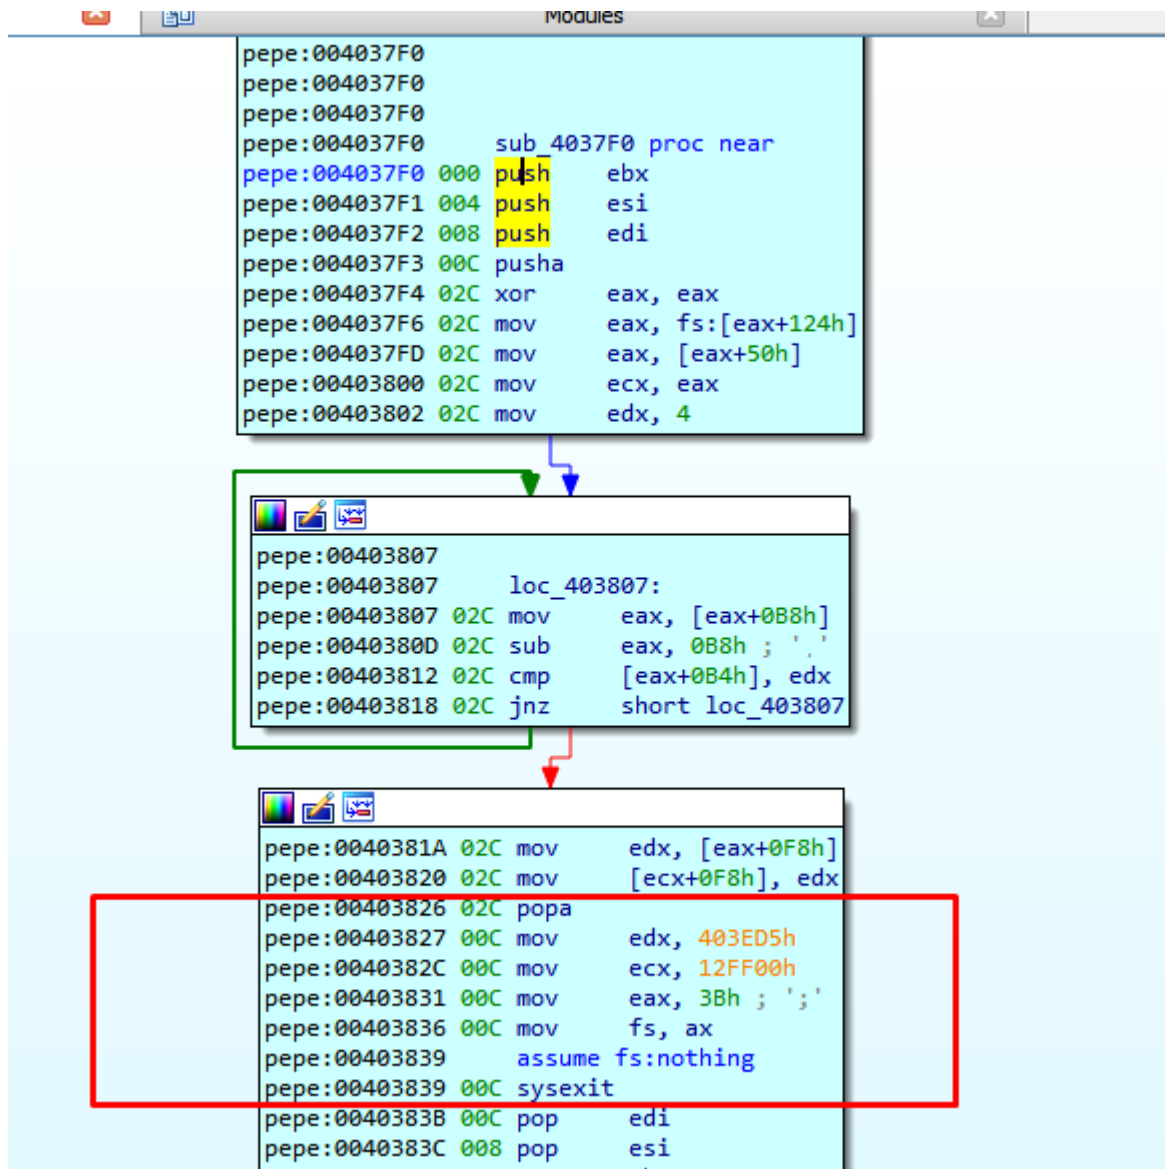 Modules
pepe:004037F0
pepe:004037F0
pepe:004037F0
pepe:004037F0 sub_4037F0 proc near
pepe:004037F0 000 push ebx
pepe:004037F1 004 push esi
pepe:004037F2 008 push edi
pepe:004037F3 00C pusha
pepe:004037F4 02C xor eax, eax
pepe:004037F6 02C mov eax, fs:[eax+124h]
pepe:004037FD 02C mov eax, [eax+50h]
pepe:00403800 02C mov ecx, eax
pepe:00403802 02C mov edx, 4
pepe:00403807
pepe:00403807 loc_403807:
pepe:00403807 02C mov eax, [eax+0B8h]
pepe:0040380D 02C sub eax, 0B8h ; '¸'
pepe:00403812 02C cmp [eax+0B4h], edx
pepe:00403818 02C jnz short loc_403807
pepe:0040381A 02C mov edx, [eax+0F8h]
pepe:00403820 02C mov [ecx+0F8h], edx
pepe:00403826 02C popa
pepe:00403827 00C mov edx, 403ED5h
pepe:0040382C 00C mov ecx, 12FF00h
pepe:00403831 00C mov eax, 3Bh ; ';'
pepe:00403836 00C mov fs, ax
pepe:00403839 assume fs:nothing
pepe:00403839 00C sysexit
pepe:0040383B 00C pop edi
pepe:0040383C 008 pop esi